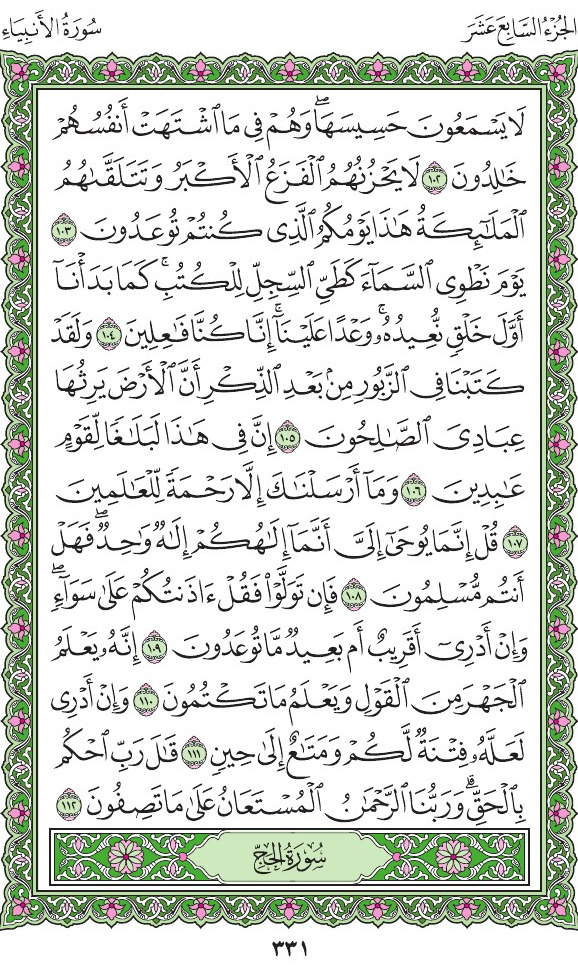 الجُزْءُ السَّابِعَ عَشَرَ
سُورَةُ الأَنبِيَاءِ
لَا يَسْمَعُونَ حَسِيسَهَا ۖ وَهُمْ فِي مَا ٱشْتَهَتْ أَنفُسُهُمْ
خَٰلِدُونَ ١٠٢ لَا يَحْزُنُهُمُ ٱلْفَزَعُ ٱلْأَكْبَرُ وَتَتَلَقَّىٰهُمُ
ٱلْمَلَٰٓئِكَةُ هَٰذَا يَوْمُكُمُ ٱلَّذِي كُنتُمْ تُوعَدُونَ ١٠٣
يَوْمَ نَطْوِي ٱلسَّمَآءَ كَطَيِّ ٱلسِّجِلِّ لِلْكُتُبِ ۚ كَمَا بَدَأْنَآ
أَوَّلَ خَلْقٍ نُّعِيدُهُۥ ۚ وَعْدًا عَلَيْنَآ ۚ إِنَّا كُنَّا فَٰعِلِينَ ١٠٤ وَلَقَدْ
كَتَبْنَا فِي ٱلزَّبُورِ مِنۢ بَعْدِ ٱلذِّكْرِ أَنَّ ٱلْأَرْضَ يَرِثُهَا
عِبَادِيَ ٱلصَّٰلِحُونَ ١٠٥ إِنَّ فِي هَٰذَا لَبَلَٰغًا لِّقَوْمٍ
عَٰبِدِينَ ١٠٦ وَمَآ أَرْسَلْنَٰكَ إِلَّا رَحْمَةً لِّلْعَٰلَمِينَ
١٠٧ قُلْ إِنَّمَا يُوحَىٰٓ إِلَيَّ أَنَّمَآ إِلَٰهُكُمْ إِلَٰهٌ وَٰحِدٌ ۖ فَهَلْ
أَنتُم مُّسْلِمُونَ ١٠٨ فَإِن تَوَلَّوْا۟ فَقُلْ ءَاذَنتُكُمْ عَلَىٰ سَوَآءٍ ۖ
وَإِنْ أَدْرِيٓ أَقَرِيبٌ أَم بَعِيدٌ مَّا تُوعَدُونَ ١٠٩ إِنَّهُۥ يَعْلَمُ
ٱلْجَهْرَ مِنَ ٱلْقَوْلِ وَيَعْلَمُ مَا تَكْتُمُونَ ١١٠ وَإِنْ أَدْرِي
لَعَلَّهُۥ فِتْنَةٌ لَّكُمْ وَمَتَٰعٌ إِلَىٰ حِينٍ ١١١ قَٰلَ رَبِّ ٱحْكُم
بِٱلْحَقِّ ۗ وَرَبُّنَا ٱلرَّحْمَٰنُ ٱلْمُسْتَعَانُ عَلَىٰ مَا تَصِفُونَ ١١٢
سُورَةُ الحَجِّ
٣٣١